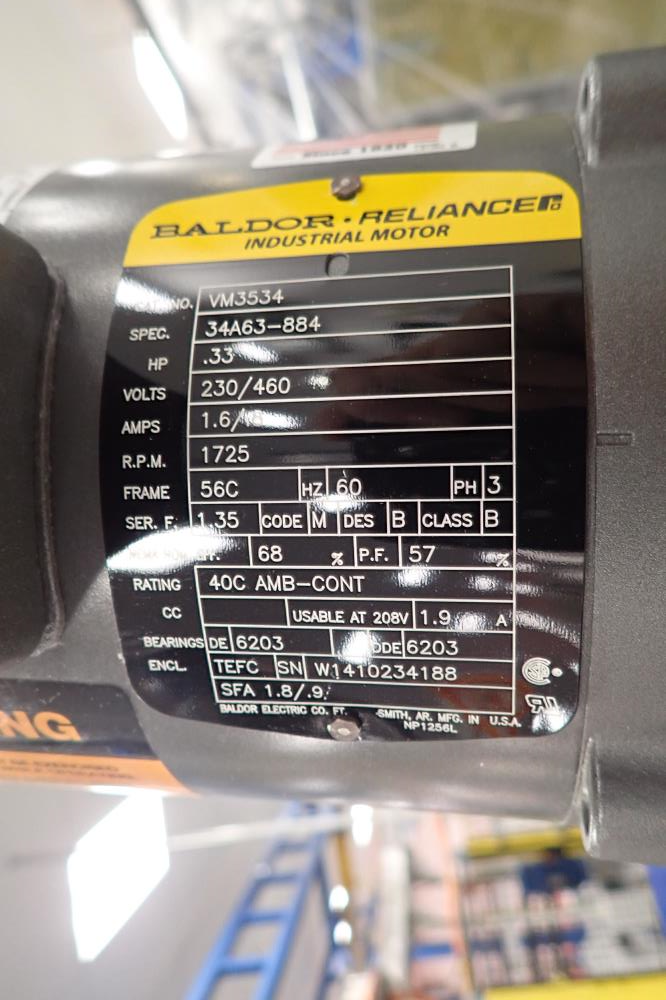 BALDOR · RELIANCE
INDUSTRIAL MOTOR
NO. VM3534
SPEC. 34A63-884
HP .33
VOLTS 230/460
AMPS 1.6/
R.P.M. 1725
FRAME 56C HZ 60 PH 3
SER. F. 1.35 CODE M DES B CLASS B
68 % P.F. 57 %
RATING 40C AMB-CONT
CC USABLE AT 208V 1.9 A
BEARINGS DE 6203 ODE 6203
ENCL. TEFC SN W1410234188
SFA 1.8/.9
BALDOR ELECTRIC CO. FT. SMITH, AR. MFG. IN U.S.A.
NP1256L